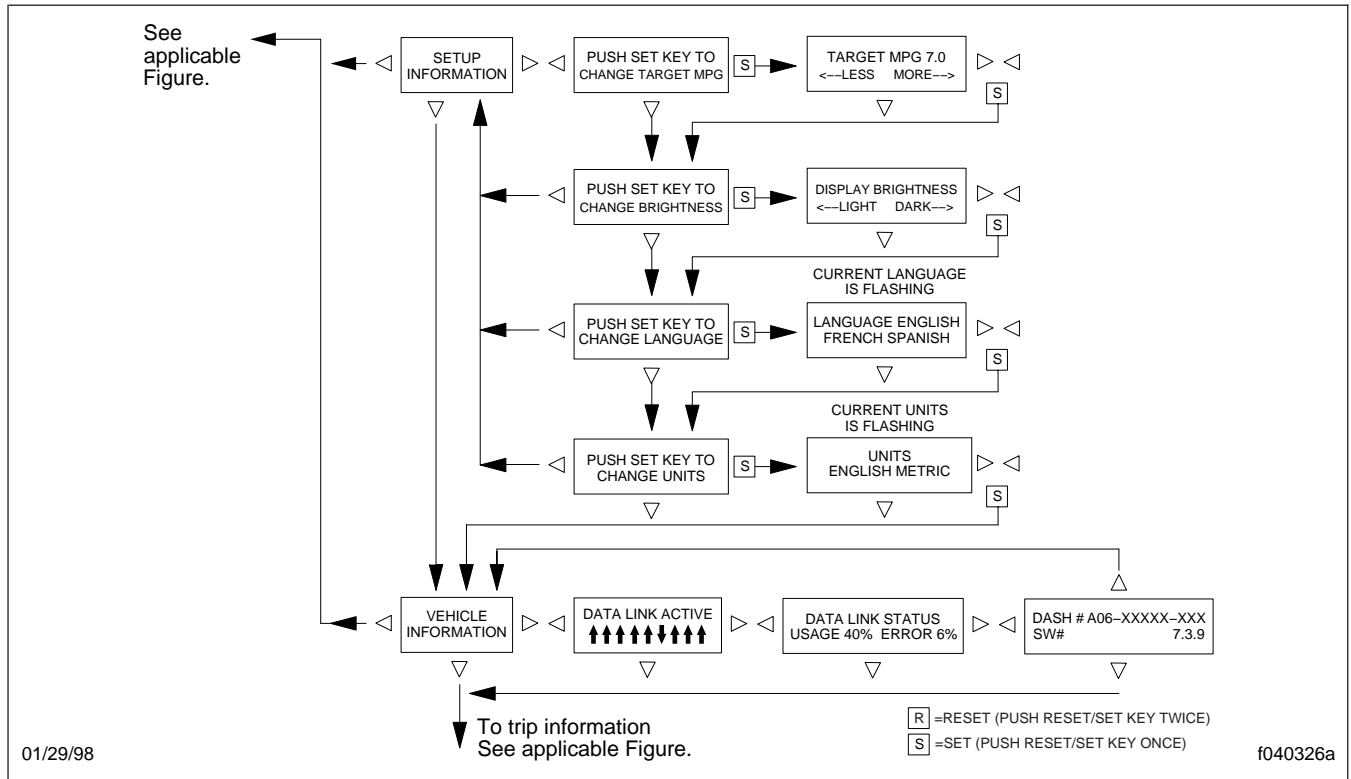 See
applicable
Figure.
SETUP
INFORMATION
PUSH SET KEY TO
CHANGE TARGET MPG
S
TARGET MPG 7.0
<--LESS MORE-->
S
PUSH SET KEY TO
CHANGE BRIGHTNESS
S
DISPLAY BRIGHTNESS
<--LIGHT DARK-->
S
CURRENT LANGUAGE
IS FLASHING
PUSH SET KEY TO
CHANGE LANGUAGE
S
LANGUAGE ENGLISH
FRENCH SPANISH
S
CURRENT UNITS
IS FLASHING
PUSH SET KEY TO
CHANGE UNITS
S
UNITS
ENGLISH METRIC
S
VEHICLE
INFORMATION
DATA LINK ACTIVE
DATA LINK STATUS
USAGE 40% ERROR 6%
DASH # A06-XXXXX-XXX
SW# 7.3.9
To trip information
See applicable Figure.
R =RESET (PUSH RESET/SET KEY TWICE)
S =SET (PUSH RESET/SET KEY ONCE)
01/29/98
f040326a